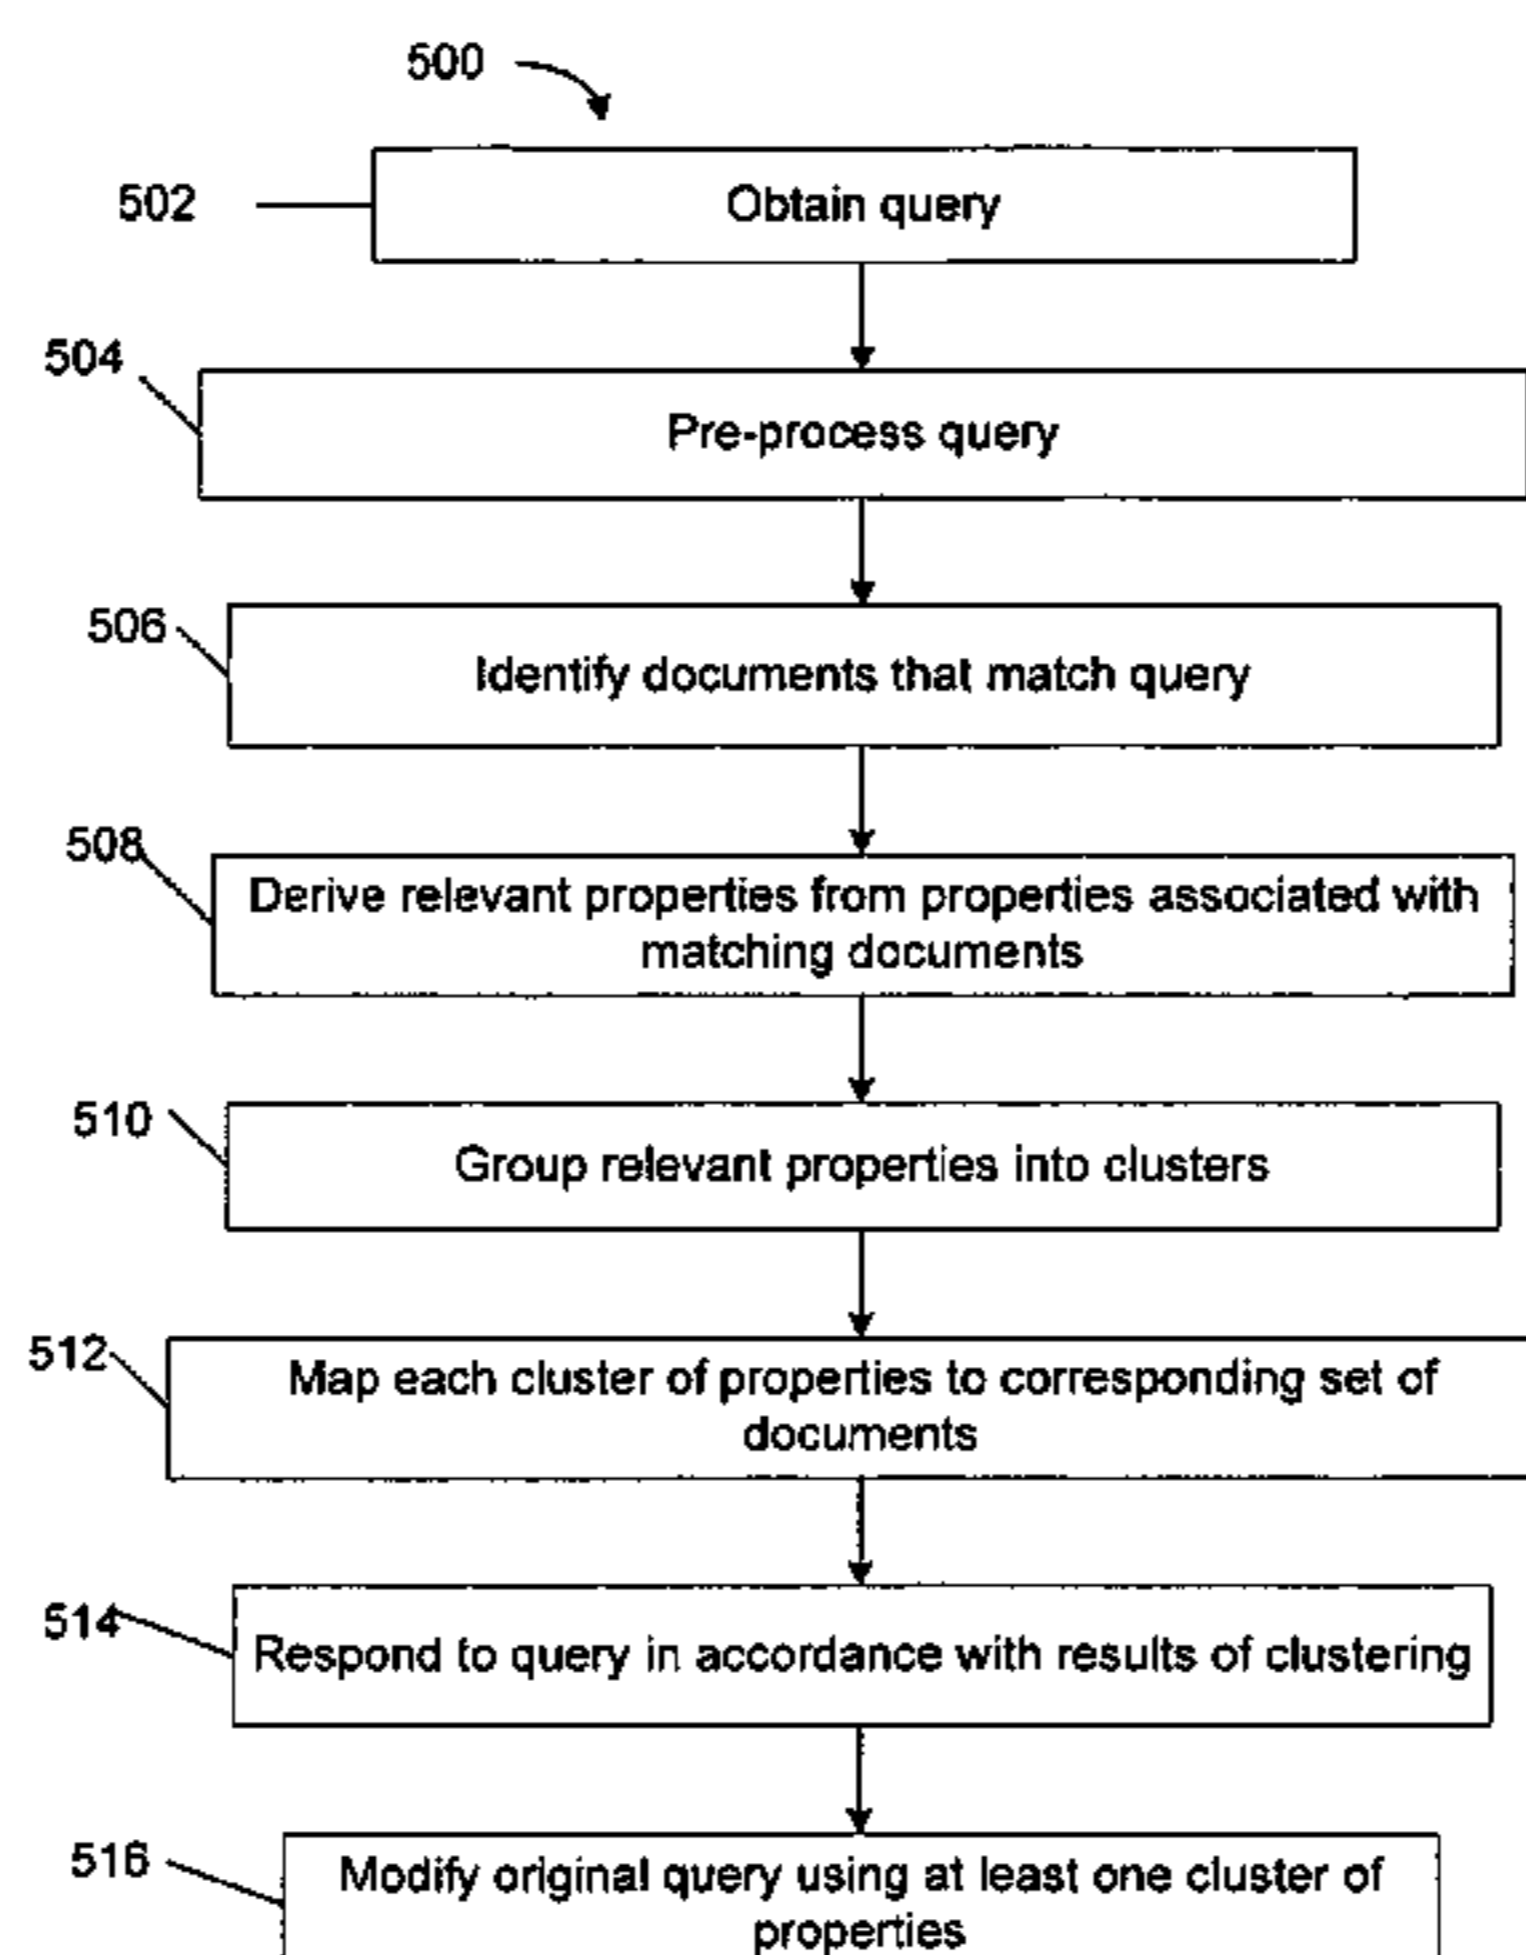 500
502
Obtain query
504
Pre-process query
506
Identify documents that match query
508
Derive relevant properties from properties associated with
matching documents
510
Group relevant properties into clusters
512
Map each cluster of properties to corresponding set of
documents
514
Respond to query in accordance with results of clustering
516
Modify original query using at least one cluster of
properties